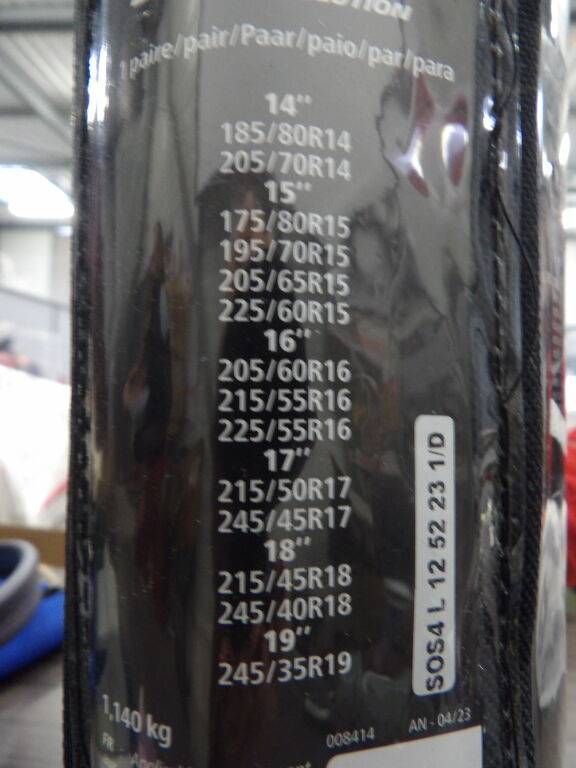 1 paire/pair/Paar/paio/par/para
14"
185/80R14
205/70R14
15"
175/80R15
195/70R15
205/65R15
225/60R15
16"
205/60R16
215/55R16
225/55R16
17"
215/50R17
245/45R17
18"
215/45R18
245/40R18
19"
245/35R19
SOS4 L 12 52 23 1/D
1,140 kg
008414
AN - 04/23
FR